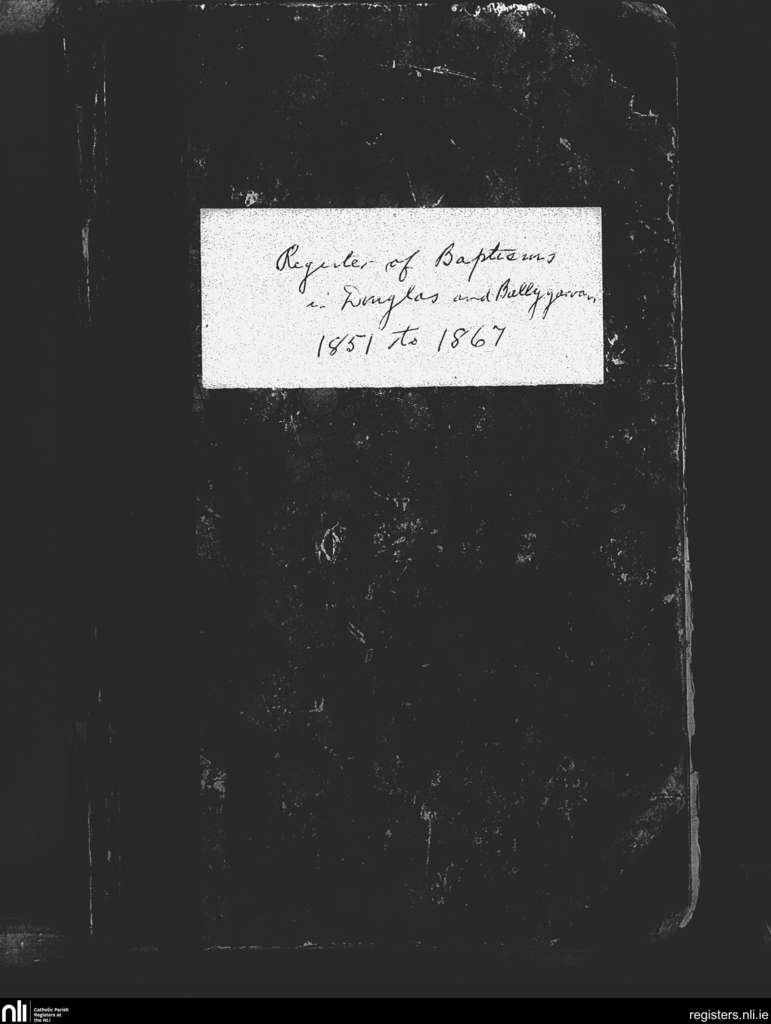 Register of Baptisms
in Douglas and Ballygarvan
1851 to 1867
nli
Catholic Parish
Registers at
the NLI
registers.nli.ie